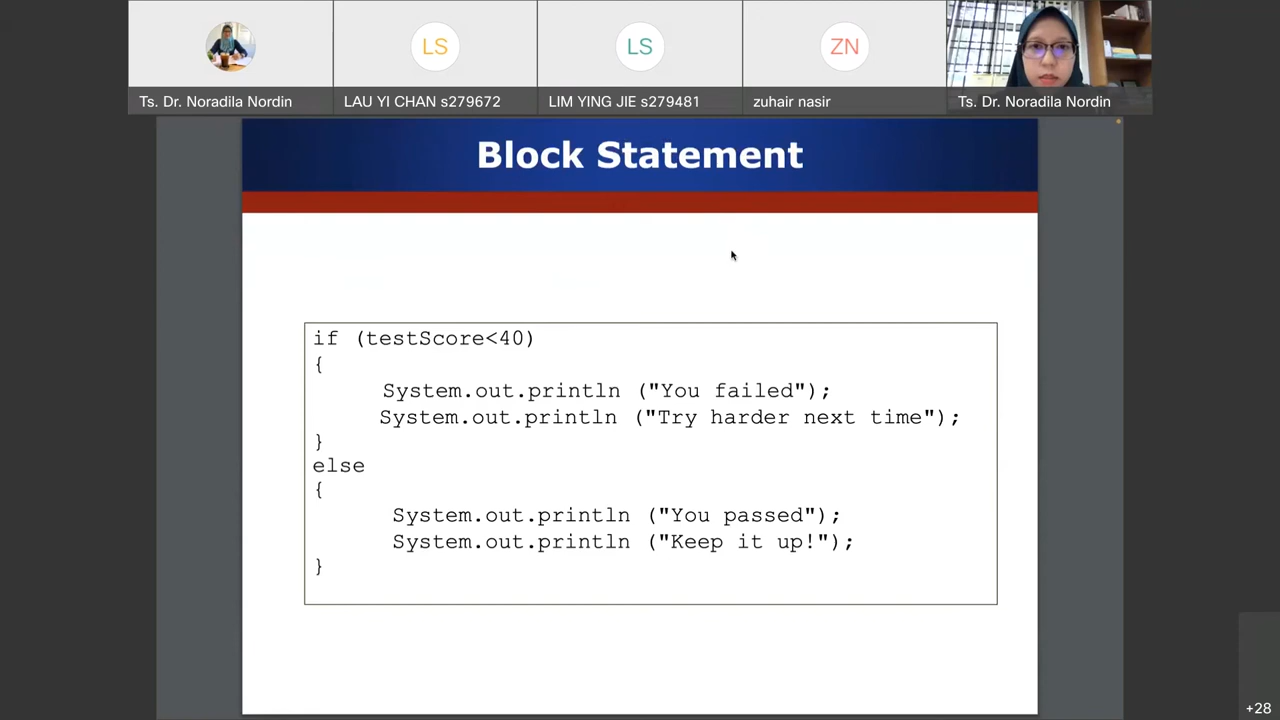 LS
LS
ZN
Ts. Dr. Noradila Nordin
LAU YI CHAN s279672
LIM YING JIE s279481
zuhair nasir
Ts. Dr. Noradila Nordin
Block Statement
if (testScore<40)
{
System.out.println ("You failed");
System.out.println ("Try harder next time");
}
else
{
System.out.println ("You passed");
System.out.println ("Keep it up!");
}
+28